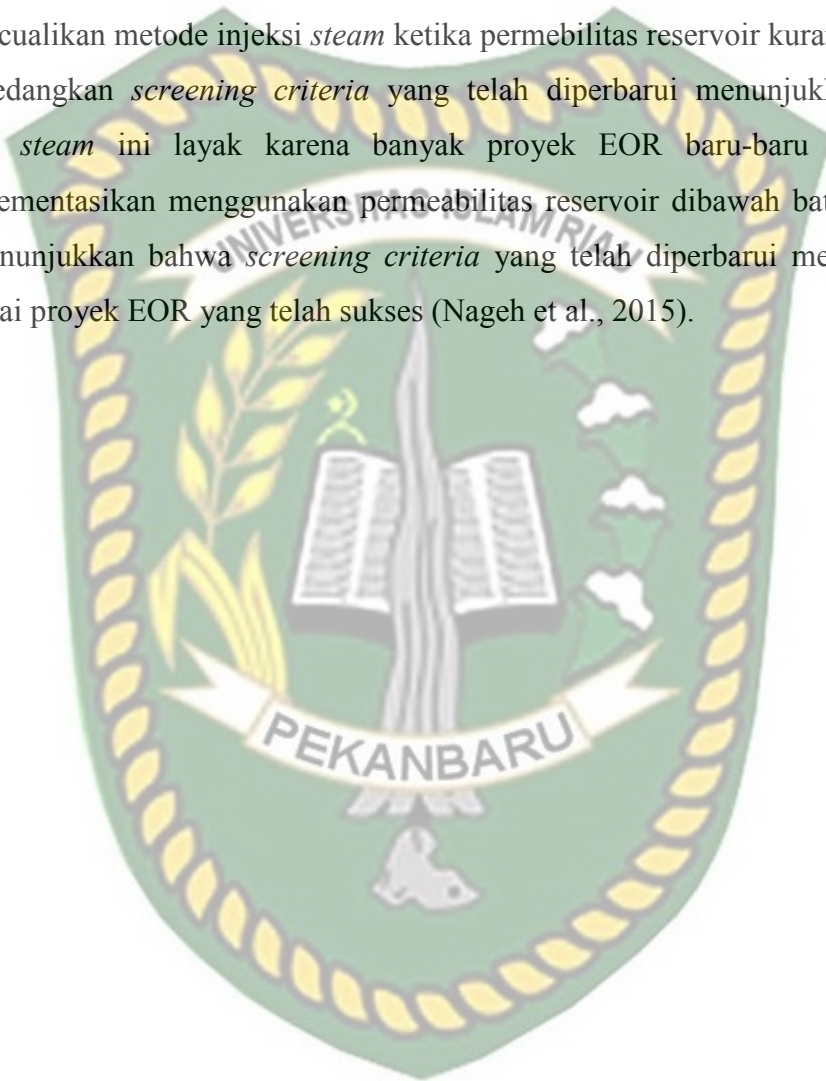 cualikan metode injeksi steam ketika permebilitas reservoir kurar
edangkan screening criteria yang telah diperbarui menunjukl
steam ini layak karena banyak proyek EOR baru-baru
ementasikan menggunakan permeabilitas reservoir dibawah bat
nunjukkan bahwa screening criteria yang telah diperbarui me
ai proyek EOR yang telah sukses (Nageh et al., 2015).
UNIVERSITAS ISLAM RIAU
PEKANBARU